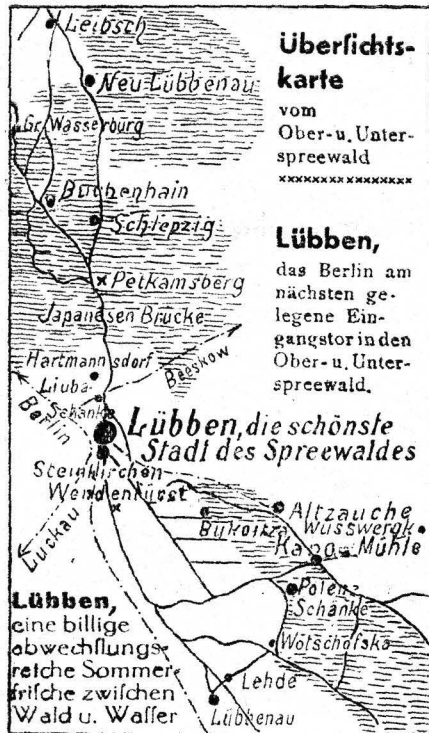 Leibsch
Neu-Lübbenau
Gr. Wasserburg
Buchenhain
Schlepzig
Petkamsberg
Japanesen Brücke
Hartmannsdorf
Liuba-
Schänke
Beeskow
Berlin
Lübben, die schönste
Stadt des Spreewaldes
Steinkirchen
Wendenfürst
Luckau
Altzauche
Wusswergk
Kapo Mühle
Polenz
Schänke
Wotschofska
Lehde
Lübbenau
Überſichts-
karte
vom
Ober- u. Unter-
spreewald
xxxxxxxxxxxxxxxxx
Lübben,
das Berlin am
nächsten ge-
legene Ein-
gangstor in den
Ober- u. Unter-
spreewald.
Lübben,
eine billige
abwechſlungs-
reiche Sommer-
friſche zwiſchen
Wald u. Waſſer